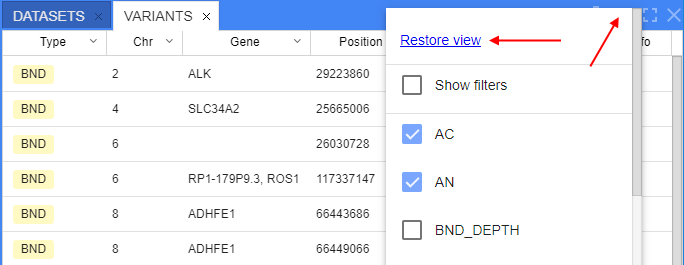 DATASETS × VARIANTS ×
Type Chr Gene Position fo
Restore view
BND 2 ALK 29223860
Show filters
BND 4 SLC34A2 25665006
AC
BND 6 26030728
BND 6 RP1-179P9.3, ROS1 117337147
AN
BND 8 ADHFE1 66443686
BND_DEPTH
BND 8 ADHFE1 66449066